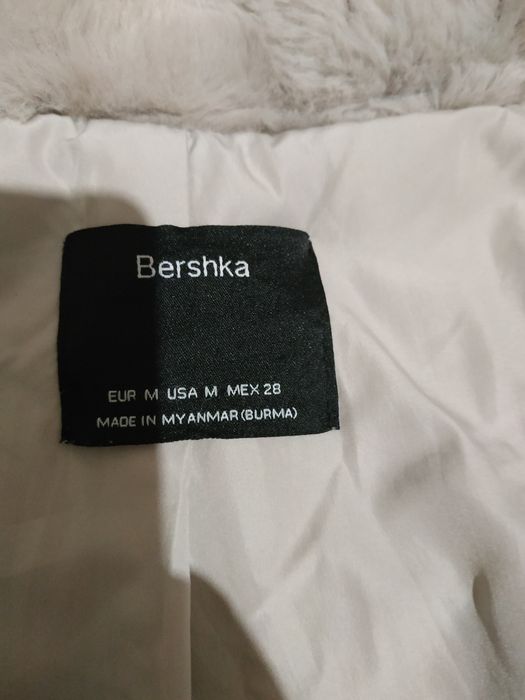 Bershka
EUR M USA M MEX 28
MADE IN MYANMAR (BURMA)